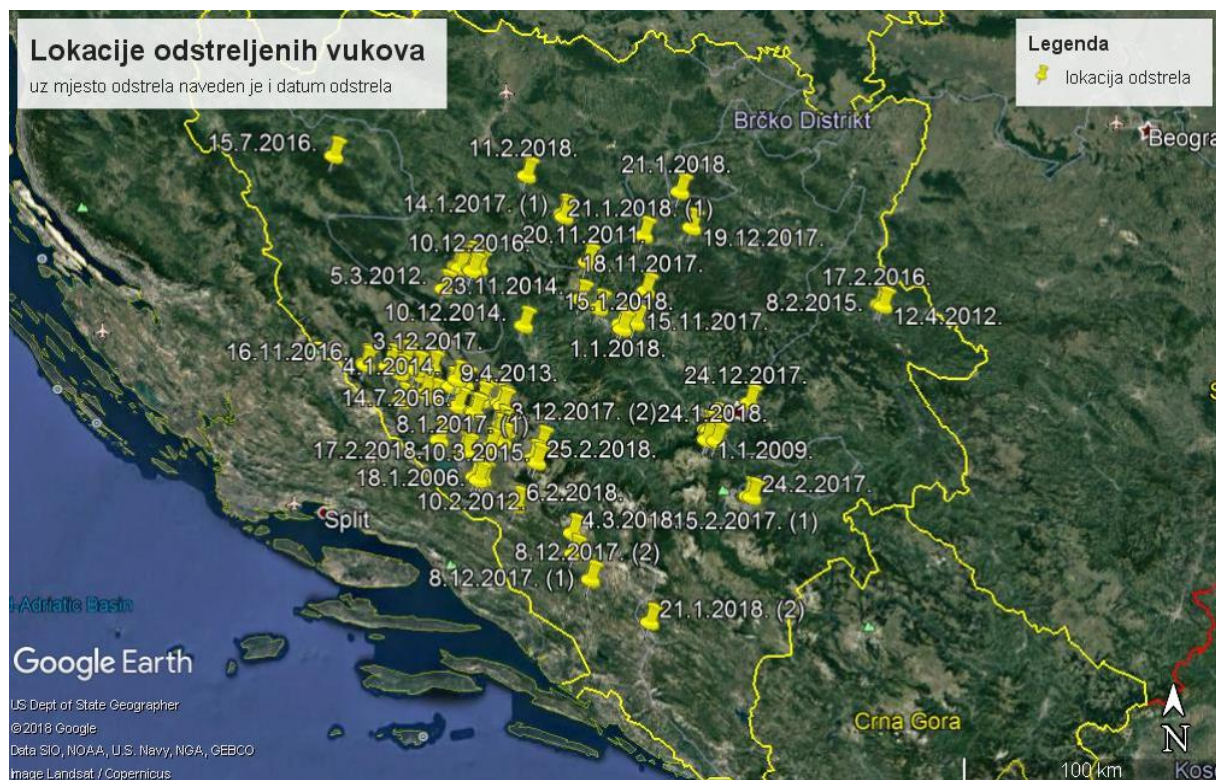 Lokacije odstreljenih vukova
uz mjesto odstrela naveden je i datum odstrela
Legenda
lokacija odstrela
Brčko Distrikt
Beogra
15.7.2016.
11.2.2018.
21.1.2018.
14.1.2017. (1)
21.1.2018. (1)
20.11.2011.
19.12.2017.
10.12.2016.
18.11.2017.
5.3.2012.
23.11.2014.
17.2.2016.
8.2.2015.
12.4.2012.
15.1.2018.
10.12.2014.
15.11.2017.
3.12.2017.
1.1.2018.
16.11.2016.
4.1.2014.
9.4.2013.
24.12.2017.
14.7.2016.
3.12.2017. (2)
24.1.2018.
8.1.2017. (1)
17.2.2018.
10.3.2015.
25.2.2018.
1.1.2009.
18.1.2006.
24.2.2017.
10.2.2012.
6.2.2018.
Split
4.3.2018.
15.2.2017. (1)
8.12.2017. (2)
8.12.2017. (1)
21.1.2018. (2)
d-Adriatic Basin
Google Earth
US Dept of State Geographer
©2018 Google
Data SIO, NOAA, U.S. Navy, NGA, GEBCO
Image Landsat / Copernicus
Crna Gora
N
100 km
Koso